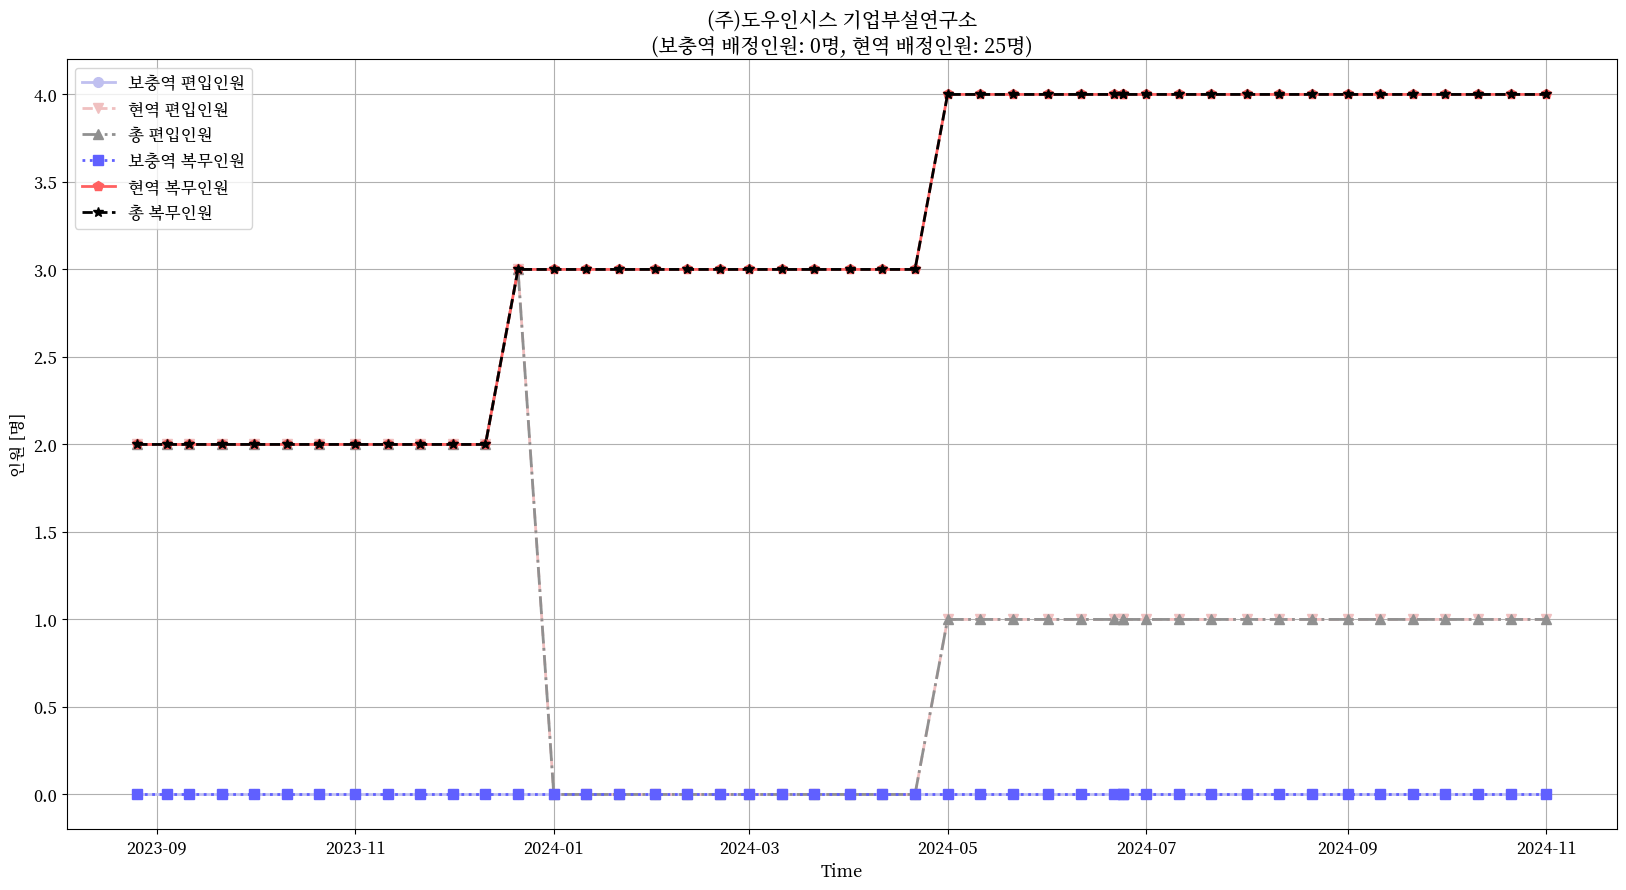 (주)도우인시스 기업부설연구소
(보충역 배정인원: 0명, 현역 배정인원: 25명)
보충역 편입인원
현역 편입인원
총 편입인원
보충역 복무인원
현역 복무인원
총 복무인원
4.0
3.5
3.0
2.5
2.0
1.5
1.0
0.5
0.0
인원 [명]
2023-09
2023-11
2024-01
2024-03
2024-05
2024-07
2024-09
2024-11
Time